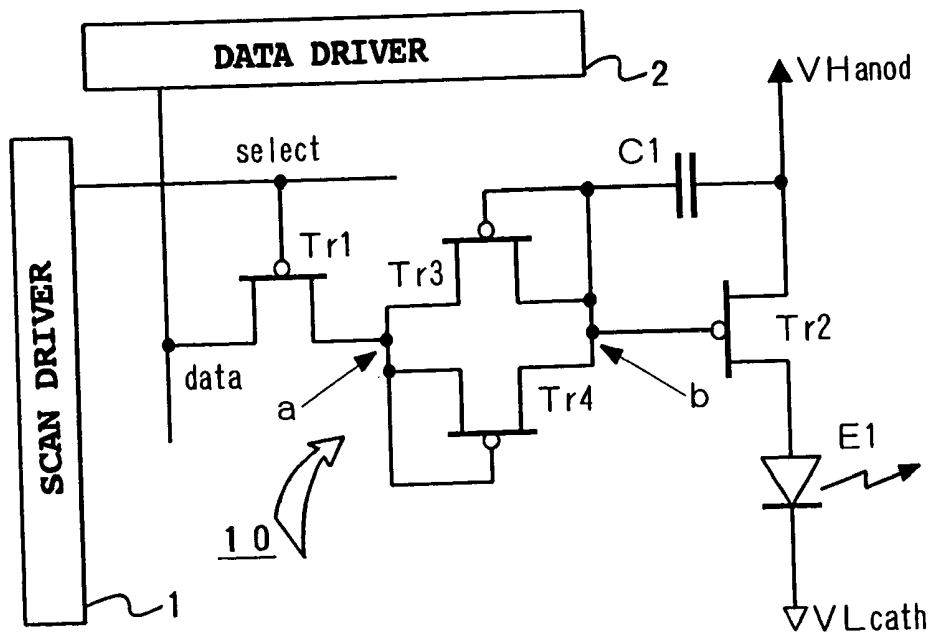 DATA DRIVER
2
VHanod
select
C1
Tr1
Tr3
Tr2
data
a
Tr4
b
SCAN DRIVER
E1
10
1
VLcath